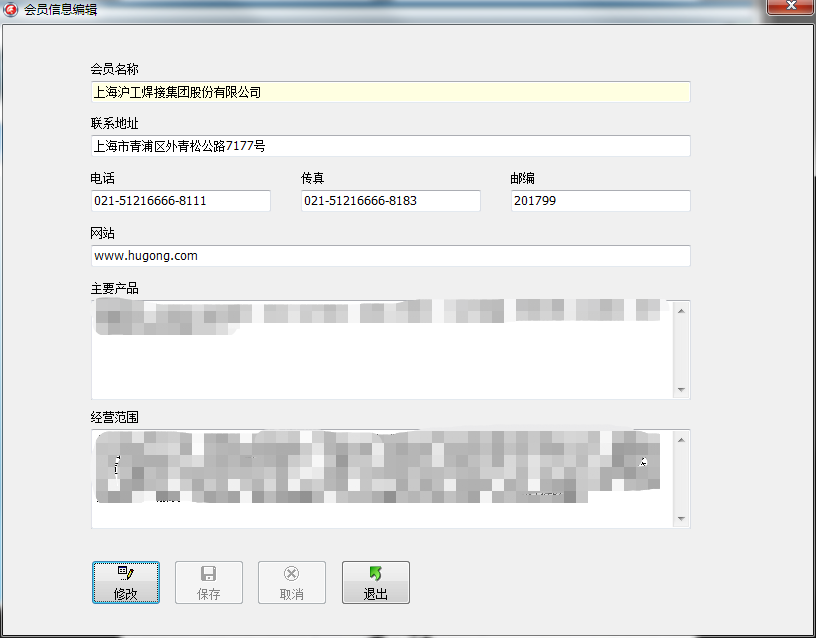 会员信息编辑
会员名称
上海沪工焊接集团股份有限公司
联系地址
上海市青浦区外青松公路7177号
电话 传真 邮编
021-51216666-8111 021-51216666-8183 201799
网站
www.hugong.com
主要产品
经营范围
修改 保存 取消 退出